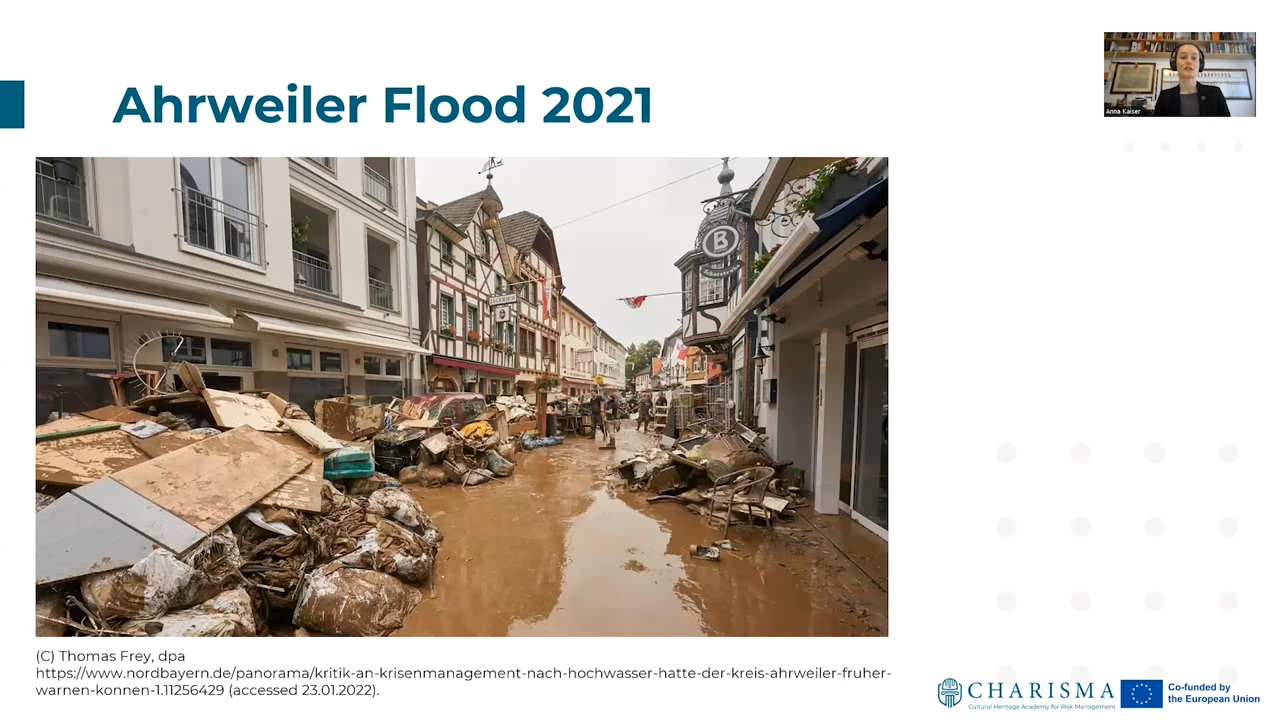 Ahrweiler Flood 2021
Anna Kaiser
JÄGERHOF
B
(C) Thomas Frey, dpa
https://www.nordbayern.de/panorama/kritik-an-krisenmanagement-nach-hochwasser-hatte-der-kreis-ahrweiler-fruher-
warnen-konnen-1.11256429 (accessed 23.01.2022).
CHARISMA
Cultural Heritage Academy for Risk Management
Co-funded by
the European Union